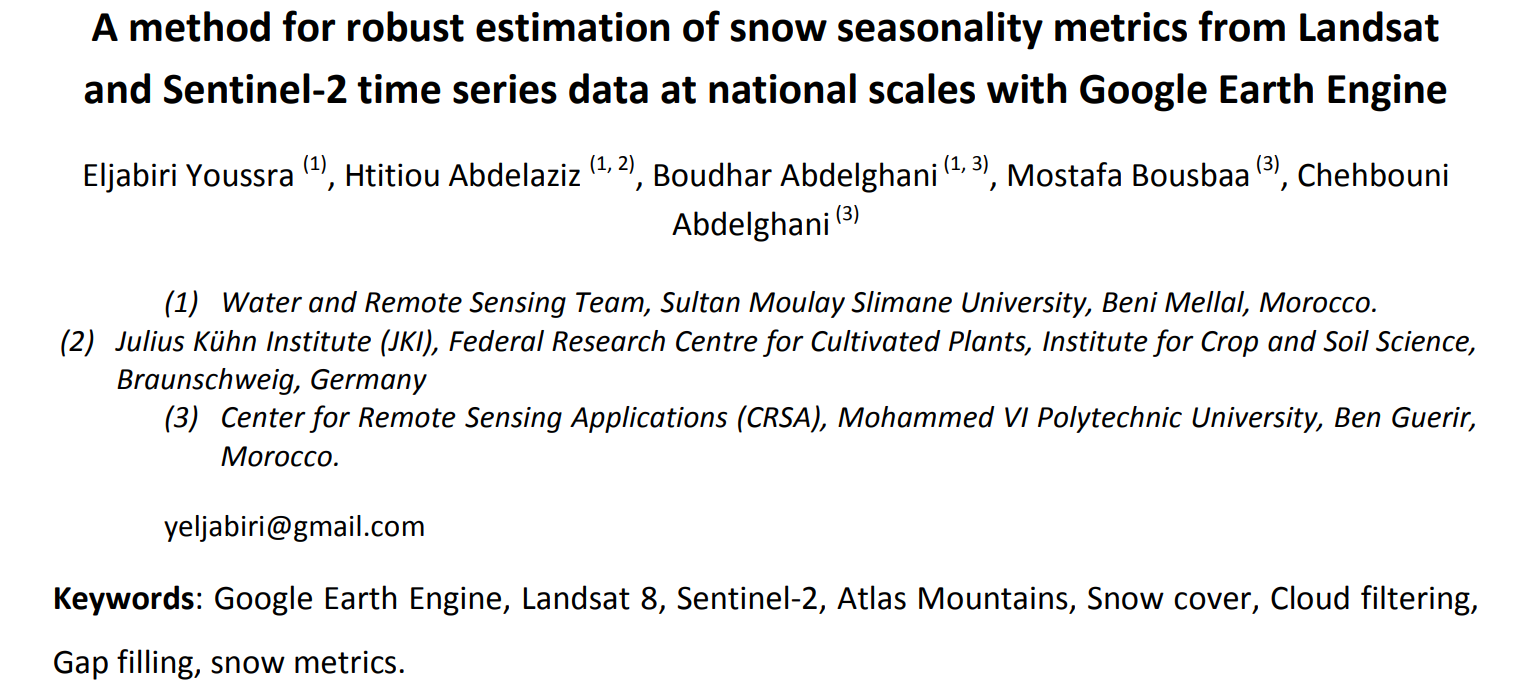 A method for robust estimation of snow seasonality metrics from Landsat
and Sentinel-2 time series data at national scales with Google Earth Engine
Eljabiri Youssra (1), Htitiou Abdelaziz (1, 2), Boudhar Abdelghani (1, 3), Mostafa Bousbaa (3), Chehbouni
Abdelghani (3)
(1) Water and Remote Sensing Team, Sultan Moulay Slimane University, Beni Mellal, Morocco.
(2) Julius Kühn Institute (JKI), Federal Research Centre for Cultivated Plants, Institute for Crop and Soil Science,
Braunschweig, Germany
(3) Center for Remote Sensing Applications (CRSA), Mohammed VI Polytechnic University, Ben Guerir,
Morocco.
yeljabiri@gmail.com
Keywords: Google Earth Engine, Landsat 8, Sentinel-2, Atlas Mountains, Snow cover, Cloud filtering,
Gap filling, snow metrics.